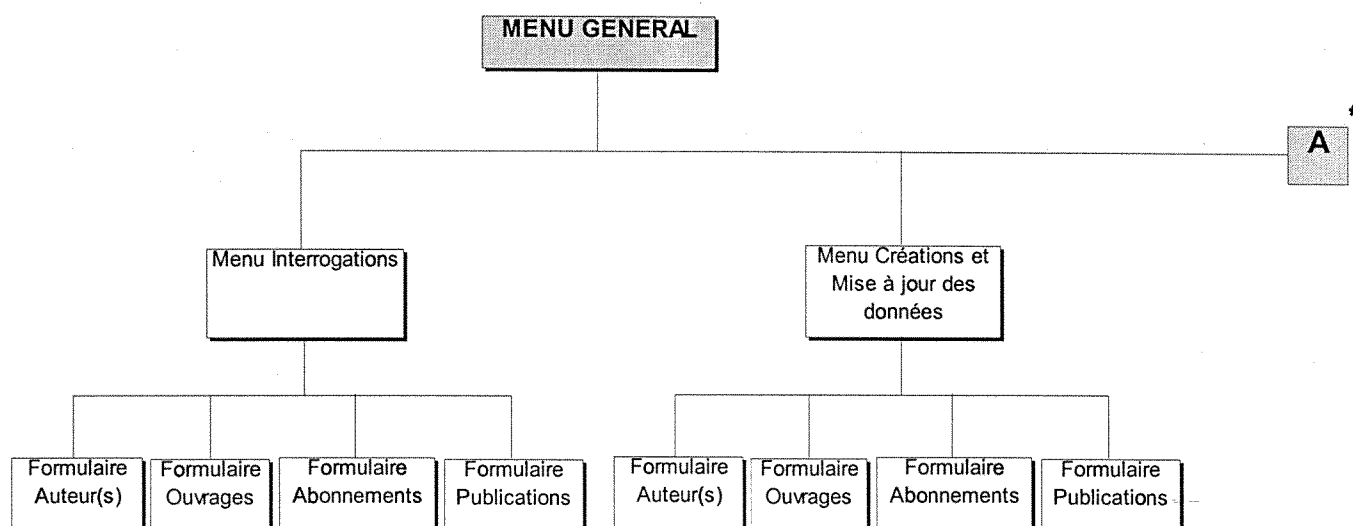 MENU GENERAL
A
Menu Interrogations
Menu Créations et
Mise à jour des
données
Formulaire
Auteur(s)
Formulaire
Ouvrages
Formulaire
Abonnements
Formulaire
Publications
Formulaire
Auteur(s)
Formulaire
Ouvrages
Formulaire
Abonnements
Formulaire
Publications